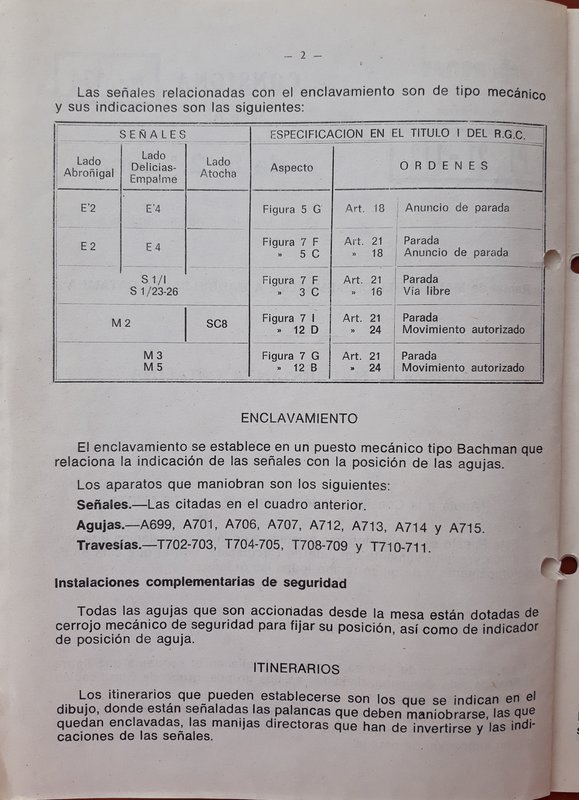 — 2 —
Las señales relacionadas con el enclavamiento son de tipo mecánico
y sus indicaciones son las siguientes:
SEÑALES ESPECIFICACION EN EL TITULO I DEL R.G.C.
Lado Abroñigal Lado Delicias-Empalme Lado Atocha Aspecto ORDENES
E'2 E'4 Figura 5 G Art. 18 Anuncio de parada
E 2 E 4 Figura 7 F Art. 21 Parada
» 5 C » 18 Anuncio de parada
S 1/I Figura 7 F Art. 21 Parada
S 1/23-26 » 3 C » 16 Vía libre
M 2 SC8 Figura 7 I Art. 21 Parada
» 12 D » 24 Movimiento autorizado
M 3 Figura 7 G Art. 21 Parada
M 5 » 12 B » 24 Movimiento autorizado
ENCLAVAMIENTO
El enclavamiento se establece en un puesto mecánico tipo Bachman que
relaciona la indicación de las señales con la posición de las agujas.
Los aparatos que maniobran son los siguientes:
Señales.—Las citadas en el cuadro anterior.
Agujas.—A699, A701, A706, A707, A712, A713, A714 y A715.
Travesías.—T702-703, T704-705, T708-709 y T710-711.
Instalaciones complementarias de seguridad
Todas las agujas que son accionadas desde la mesa están dotadas de
cerrojo mecánico de seguridad para fijar su posición, así como de indicador
de posición de aguja.
ITINERARIOS
Los itinerarios que pueden establecerse son los que se indican en el
dibujo, donde están señaladas las palancas que deben maniobrarse, las que
quedan enclavadas, las manijas directoras que han de invertirse y las indi-
caciones de las señales.